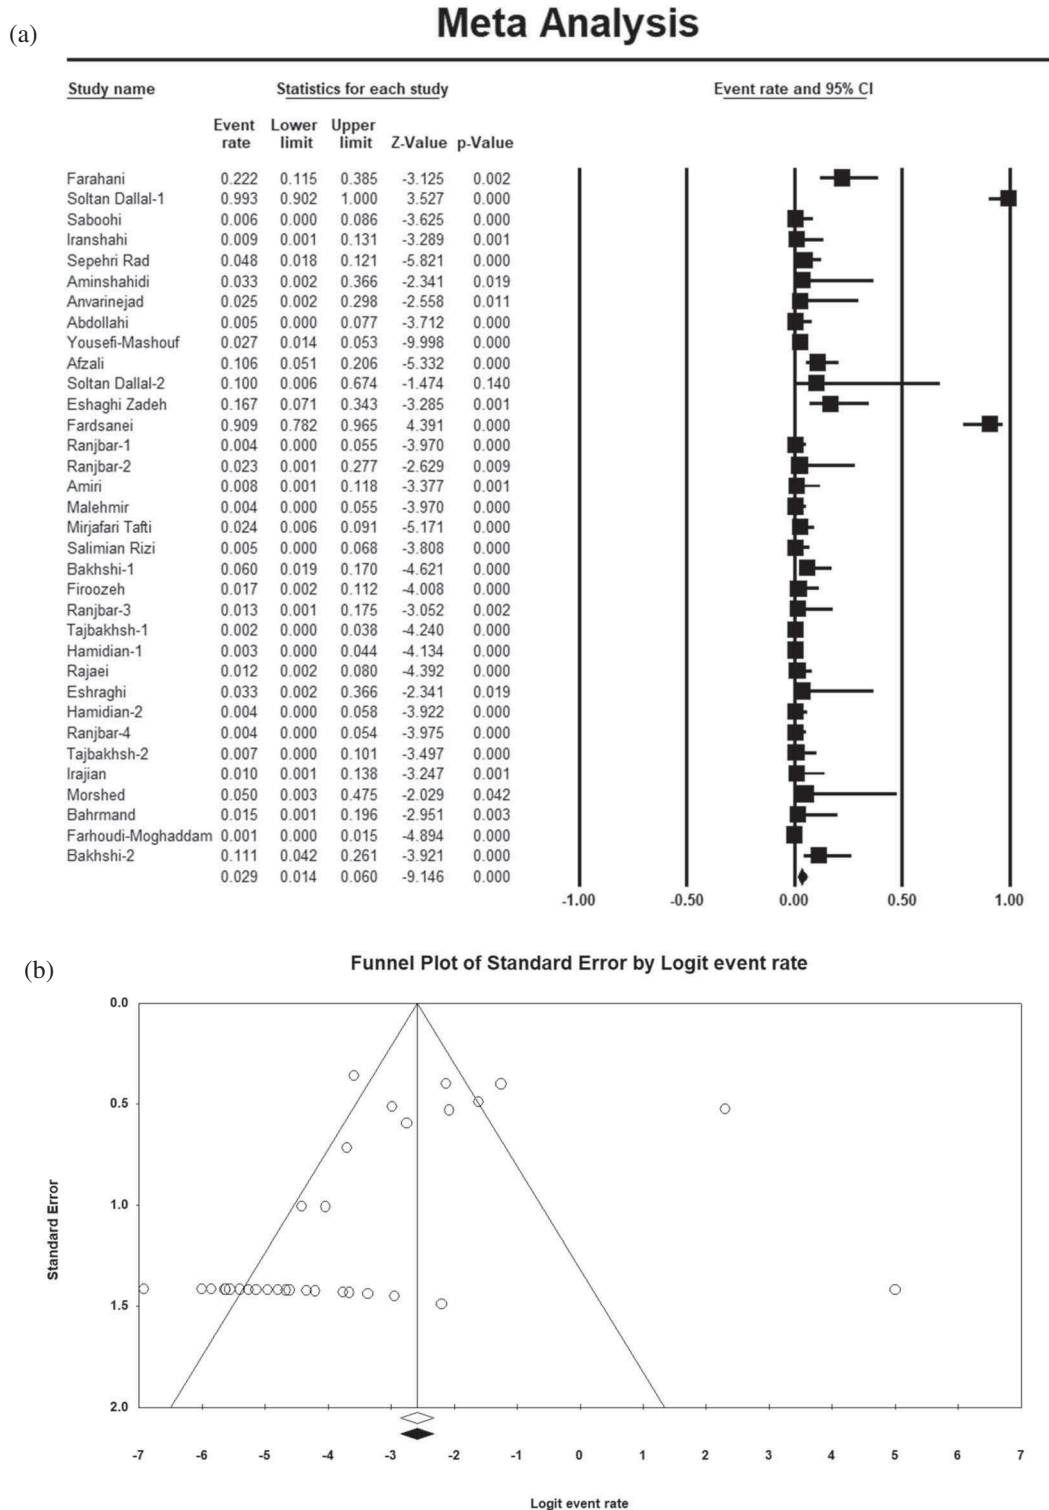 (a)
Meta Analysis
Study name Statistics for each study Event rate and 95% CI
Event Lower Upper
rate limit limit Z-Value p-Value
Farahani 0.222 0.115 0.385 -3.125 0.002
Soltan Dallal-1 0.993 0.902 1.000 3.527 0.000
Saboohi 0.006 0.000 0.086 -3.625 0.000
Iranshahi 0.009 0.001 0.131 -3.289 0.001
Sepehri Rad 0.048 0.018 0.121 -5.821 0.000
Aminshahidi 0.033 0.002 0.366 -2.341 0.019
Anvarinejad 0.025 0.002 0.298 -2.558 0.011
Abdollahi 0.005 0.000 0.077 -3.712 0.000
Yousefi-Mashouf 0.027 0.014 0.053 -9.998 0.000
Afzali 0.106 0.051 0.206 -5.332 0.000
Soltan Dallal-2 0.100 0.006 0.674 -1.474 0.140
Eshaghi Zadeh 0.167 0.071 0.343 -3.285 0.001
Fardsanei 0.909 0.782 0.965 4.391 0.000
Ranjbar-1 0.004 0.000 0.055 -3.970 0.000
Ranjbar-2 0.023 0.001 0.277 -2.629 0.009
Amiri 0.008 0.001 0.118 -3.377 0.001
Malehmir 0.004 0.000 0.055 -3.970 0.000
Mirjafari Tafti 0.024 0.006 0.091 -5.171 0.000
Salimian Rizi 0.005 0.000 0.068 -3.808 0.000
Bakhshi-1 0.060 0.019 0.170 -4.621 0.000
Firoozeh 0.017 0.002 0.112 -4.008 0.000
Ranjbar-3 0.013 0.001 0.175 -3.052 0.002
Tajbakhsh-1 0.002 0.000 0.038 -4.240 0.000
Hamidian-1 0.003 0.000 0.044 -4.134 0.000
Rajaei 0.012 0.002 0.080 -4.392 0.000
Eshraghi 0.033 0.002 0.366 -2.341 0.019
Hamidian-2 0.004 0.000 0.058 -3.922 0.000
Ranjbar-4 0.004 0.000 0.054 -3.975 0.000
Tajbakhsh-2 0.007 0.000 0.101 -3.497 0.000
Irajian 0.010 0.001 0.138 -3.247 0.001
Morshed 0.050 0.003 0.475 -2.029 0.042
Bahrmand 0.015 0.001 0.196 -2.951 0.003
Farhoudi-Moghaddam 0.001 0.000 0.015 -4.894 0.000
Bakhshi-2 0.111 0.042 0.261 -3.921 0.000
0.029 0.014 0.060 -9.146 0.000
-1.00 -0.50 0.00 0.50 1.00
(b)
Funnel Plot of Standard Error by Logit event rate
0.0
0.5
1.0
1.5
2.0
Standard Error
-7 -6 -5 -4 -3 -2 -1 0 1 2 3 4 5 6 7
Logit event rate